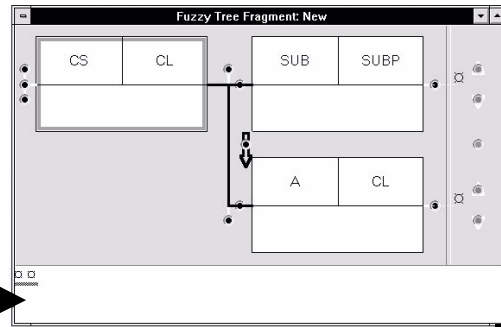 Fuzzy Tree Fragment: New
CS CL SUB SUBP
A CL
¤
¤
¤ ¤